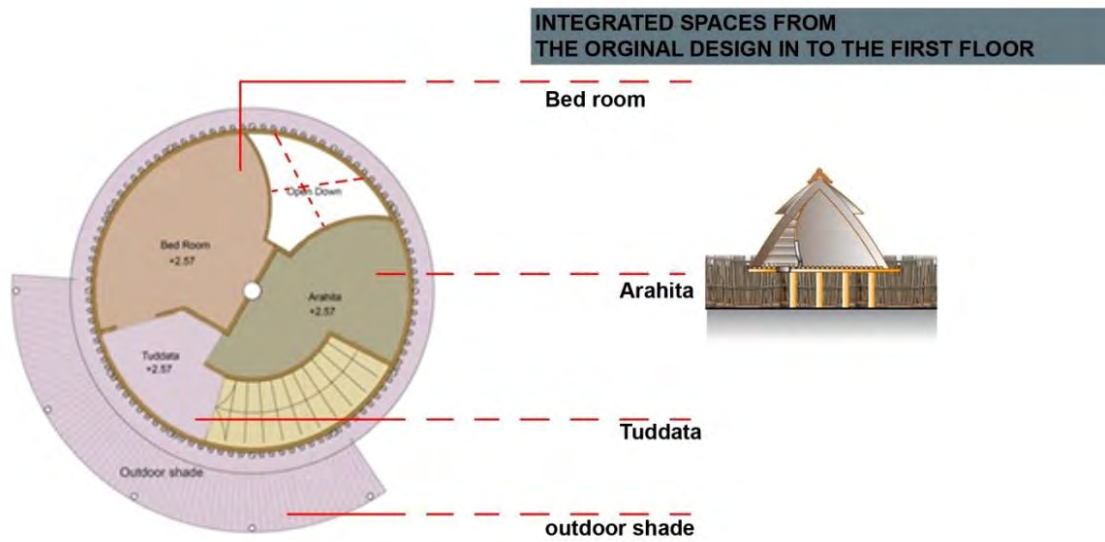 INTEGRATED SPACES FROM
THE ORGINAL DESIGN IN TO THE FIRST FLOOR
Bed room
Open Down
Bed Room
+2.57
Arahita
+2.57
Arahita
Tuddata
+2.57
Tuddata
Outdoor shade
outdoor shade